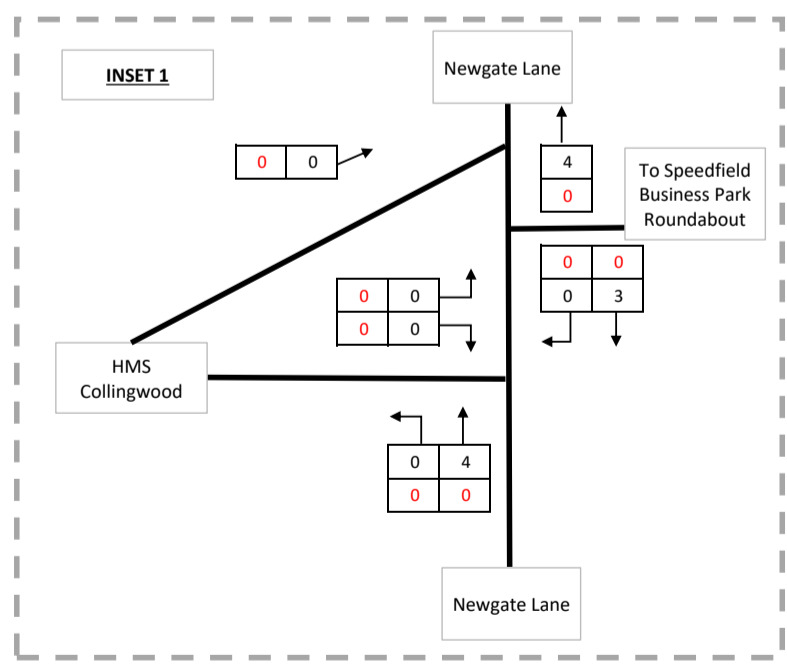 INSET 1
Newgate Lane
0 0
4
0
To Speedfield
Business Park
Roundabout
0 0
0 3
0 0
0 0
HMS
Collingwood
0 4
0 0
Newgate Lane